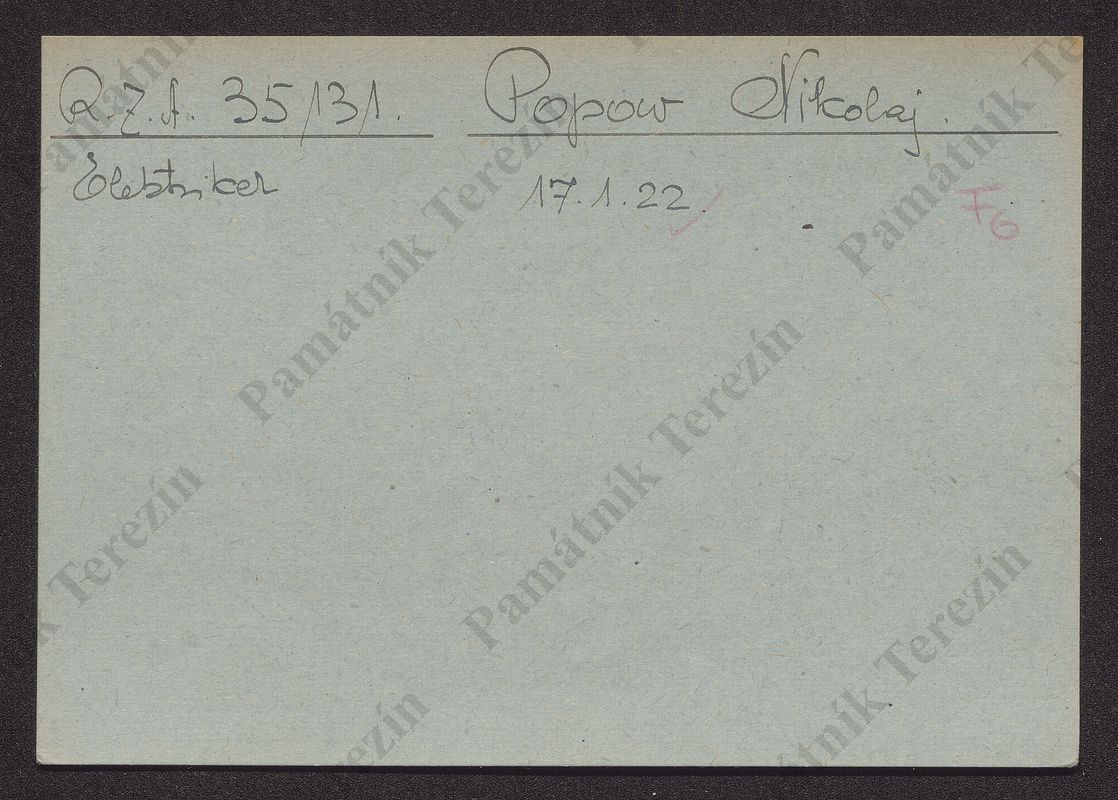 R.Z.A. 35/131. Popow Nikolaj.
Elektriker 17.1.22 F6
Památník Terezín